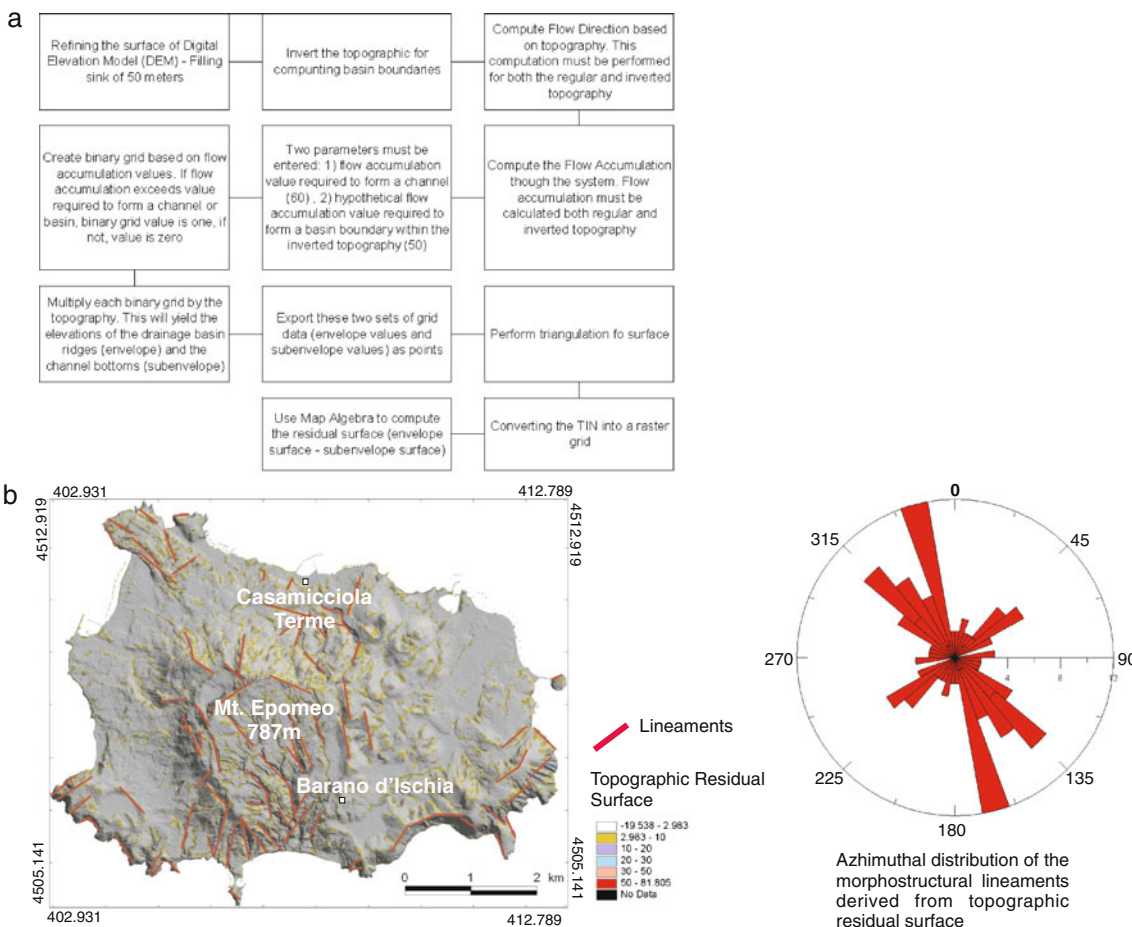 a
Refining the surface of Digital
Elevation Model (DEM) - Filling
sink of 50 meters
Invert the topographic for
compunting basin boundaries
Compute Flow Direction based
on topography. This
computation must be performed
for both the regular and inverted
topography
Create binary grid based on flow
accumulation values. If flow
accumulation exceeds value
required to form a channel or
basin, binary grid value is one, if
not, value is zero
Two parameters must be
entered: 1) flow accumulation
value required to form a channel
(60) , 2) hypothetical flow
accumulation value required to
form a basin boundary within the
inverted topography (50)
Compute the Flow Accumulation
though the system. Flow
accumulation must be
calculated both regular and
inverted topography
Multiply each binary grid by the
topography. This will yield the
elevations of the drainage basin
ridges (envelope) and the
channel bottoms (subenvelope)
Export these two sets of grid
data (envelope values and
subenvelope values) as points
Perform triangulation fo surface
Use Map Algebra to compute
the residual surface (envelope
surface - subenvelope surface)
Converting the TIN into a raster
grid
b
402.931
412.789
4512.919
4512.919
Casamicciola
Terme
Mt. Epomeo
787m
Barano d'Ischia
0 1 2 km
4505.141
4505.141
402.931
412.789
Lineaments
Topographic Residual
Surface
-19.538 - 2.983
2.983 - 10
10 - 20
20 - 30
30 - 50
50 - 81.805
No Data
0
45
90
135
180
225
270
315
4 8 12
Azhimuthal distribution of the
morphostructural lineaments
derived from topographic
residual surface